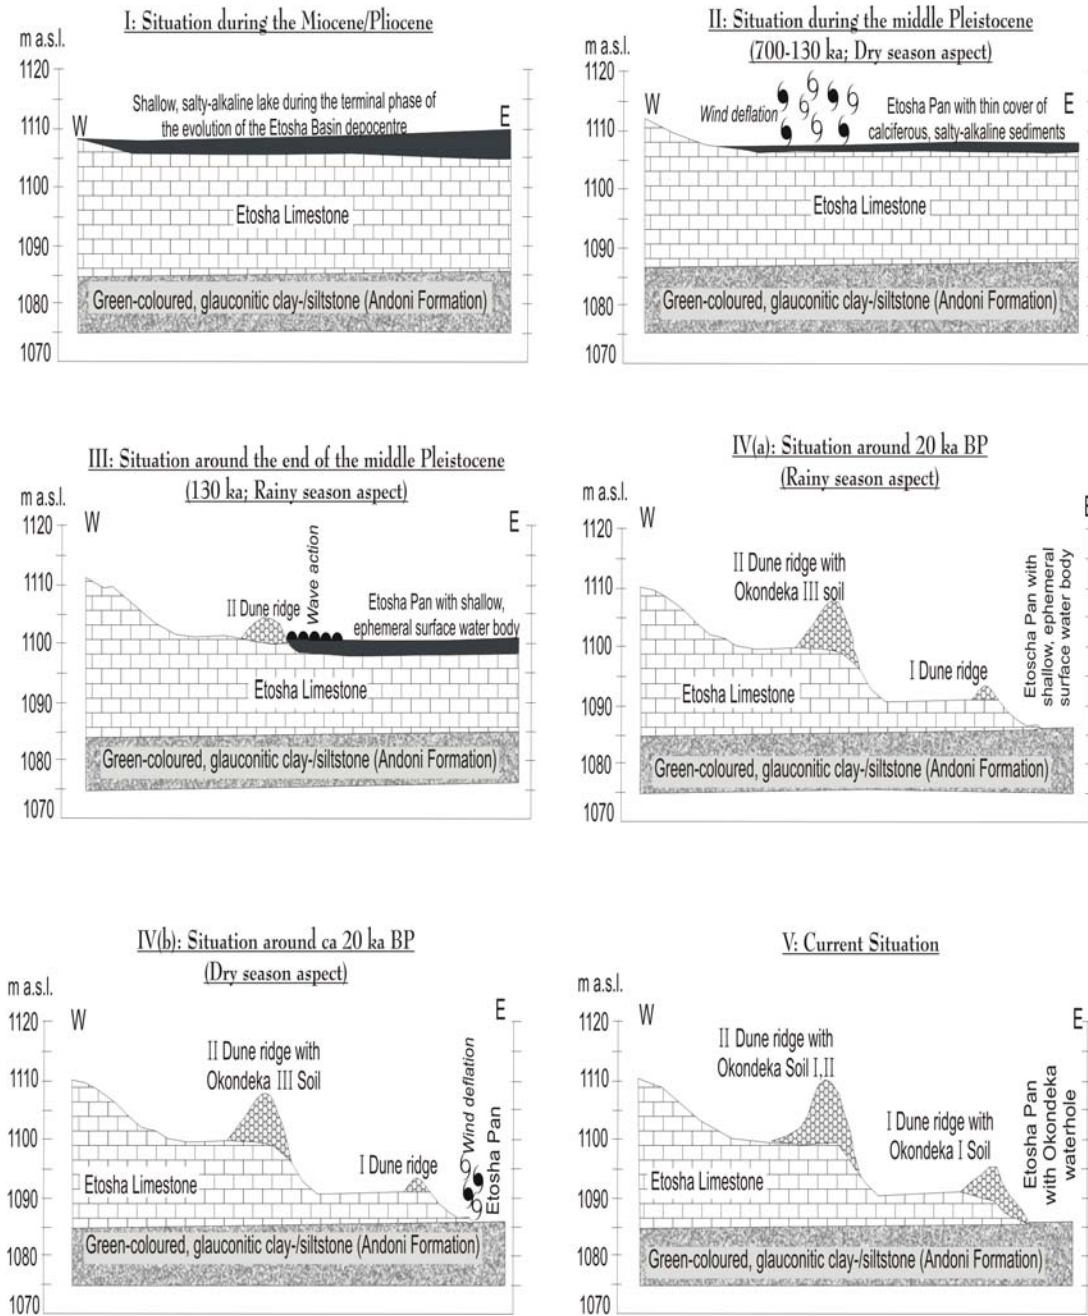 I: Situation during the Miocene/Pliocene
m a.s.l.
1120
1110
1100
1090
1080
1070
W
E
Shallow, salty-alkaline lake during the terminal phase of
the evolution of the Etosha Basin depocentre
Etosha Limestone
Green-coloured, glauconitic clay-/siltstone (Andoni Formation)
II: Situation during the middle Pleistocene
(700-130 ka; Dry season aspect)
m a.s.l.
1120
1110
1100
1090
1080
1070
W
E
Wind deflation
Etosha Pan with thin cover of
calciferous, salty-alkaline sediments
Etosha Limestone
Green-coloured, glauconitic clay-/siltstone (Andoni Formation)
III: Situation around the end of the middle Pleistocene
(130 ka; Rainy season aspect)
m a.s.l.
1120
1110
1100
1090
1080
1070
W
E
II Dune ridge
Wave action
Etosha Pan with shallow,
ephemeral surface water body
Etosha Limestone
Green-coloured, glauconitic clay-/siltstone (Andoni Formation)
IV(a): Situation around 20 ka BP
(Rainy season aspect)
m a.s.l.
1120
1110
1100
1090
1080
1070
W
E
II Dune ridge with
Okondeka III soil
I Dune ridge
Etoscha Pan with
shallow, ephemeral
surface water body
Etosha Limestone
Green-coloured, glauconitic clay-/siltstone (Andoni Formation)
IV(b): Situation around ca 20 ka BP
(Dry season aspect)
m a.s.l.
1120
1110
1100
1090
1080
1070
W
E
II Dune ridge with
Okondeka III Soil
I Dune ridge
Wind deflation
Etosha Pan
Etosha Limestone
Green-coloured, glauconitic clay-/siltstone (Andoni Formation)
V: Current Situation
m a.s.l.
1120
1110
1100
1090
1080
1070
W
E
II Dune ridge with
Okondeka Soil I,II
I Dune ridge with
Okondeka I Soil
Etosha Pan
with Okondeka
waterhole
Etosha Limestone
Green-coloured, glauconitic clay-/siltstone (Andoni Formation)